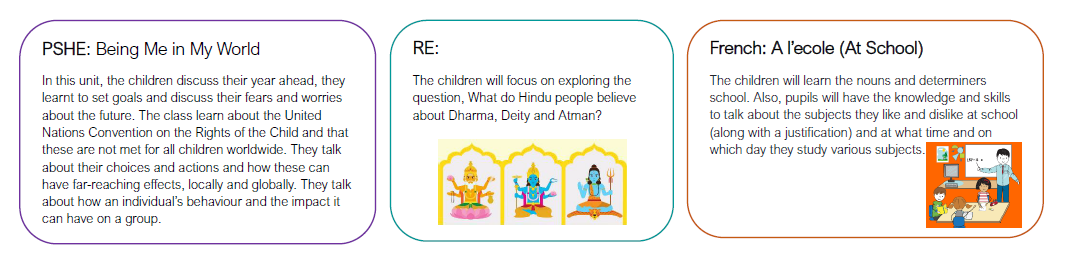 PSHE: Being Me in My World
In this unit, the children discuss their year ahead, they
learnt to set goals and discuss their fears and worries
about the future. The class learn about the United
Nations Convention on the Rights of the Child and that
these are not met for all children worldwide. They talk
about their choices and actions and how these can
have far-reaching effects, locally and globally. They talk
about how an individual's behaviour and the impact it
can have on a group.
RE:
The children will focus on exploring the
question, What do Hindu people believe
about Dharma, Deity and Atman?
French: A l'ecole (At School)
The children will learn the nouns and determiners
school. Also, pupils will have the knowledge and skills
to talk about the subjects they like and dislike at school
(along with a justification) and at what time and on
which day they study various subjects.